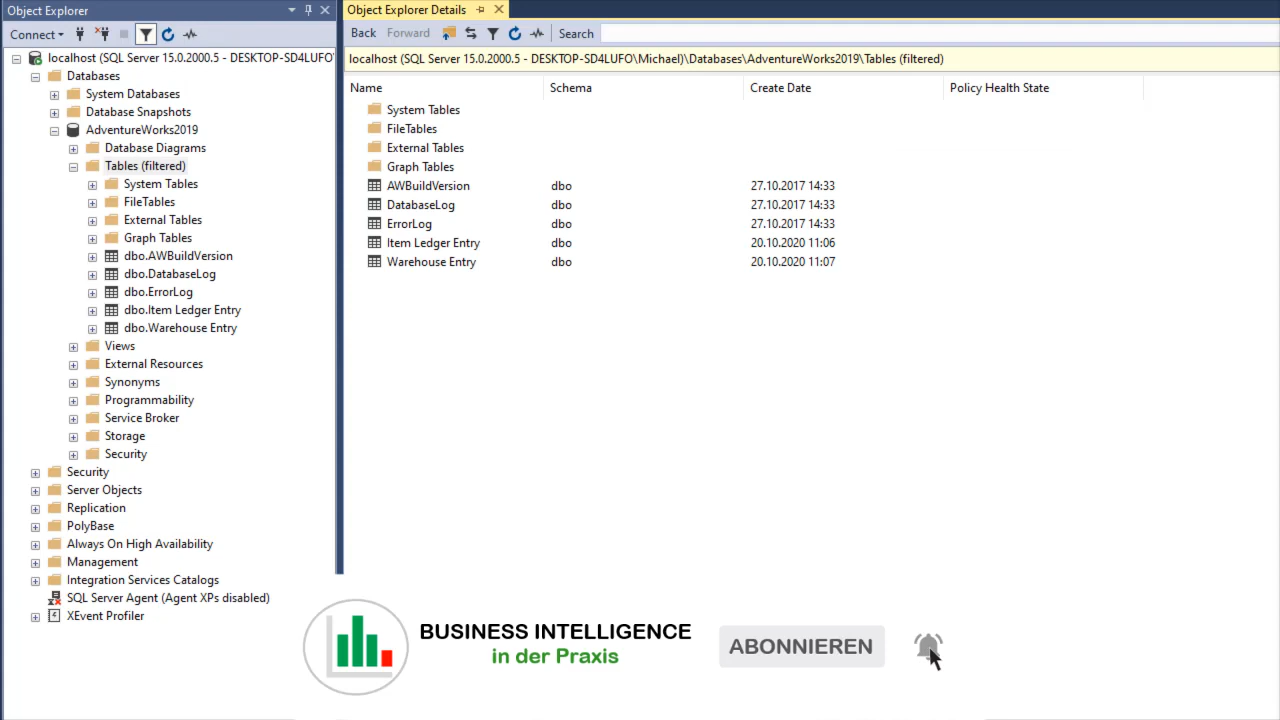 Object Explorer
Connect
localhost (SQL Server 15.0.2000.5 - DESKTOP-SD4LUFO'
Databases
System Databases
Database Snapshots
AdventureWorks2019
Database Diagrams
Tables (filtered)
System Tables
FileTables
External Tables
Graph Tables
dbo.AWBuildVersion
dbo.DatabaseLog
dbo.ErrorLog
dbo.Item Ledger Entry
dbo.Warehouse Entry
Views
External Resources
Synonyms
Programmability
Service Broker
Storage
Security
Security
Server Objects
Replication
PolyBase
Always On High Availability
Management
Integration Services Catalogs
SQL Server Agent (Agent XPs disabled)
XEvent Profiler
Object Explorer Details
Back Forward Search
localhost (SQL Server 15.0.2000.5 - DESKTOP-SD4LUFO\Michael)\Databases\AdventureWorks2019\Tables (filtered)
Name Schema Create Date Policy Health State
System Tables
FileTables
External Tables
Graph Tables
AWBuildVersion dbo 27.10.2017 14:33
DatabaseLog dbo 27.10.2017 14:33
ErrorLog dbo 27.10.2017 14:33
Item Ledger Entry dbo 20.10.2020 11:06
Warehouse Entry dbo 20.10.2020 11:07
BUSINESS INTELLIGENCE
in der Praxis
ABONNIEREN